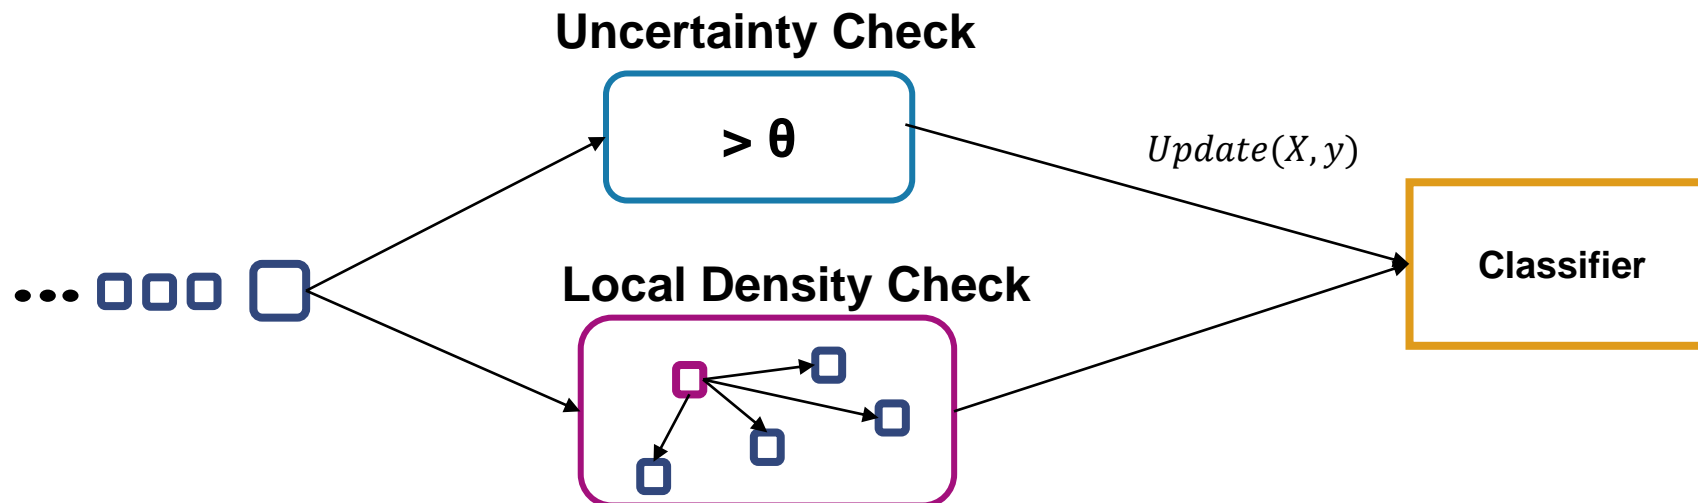 Uncertainty Check
> θ
Update(X, y)
Classifier
Local Density Check